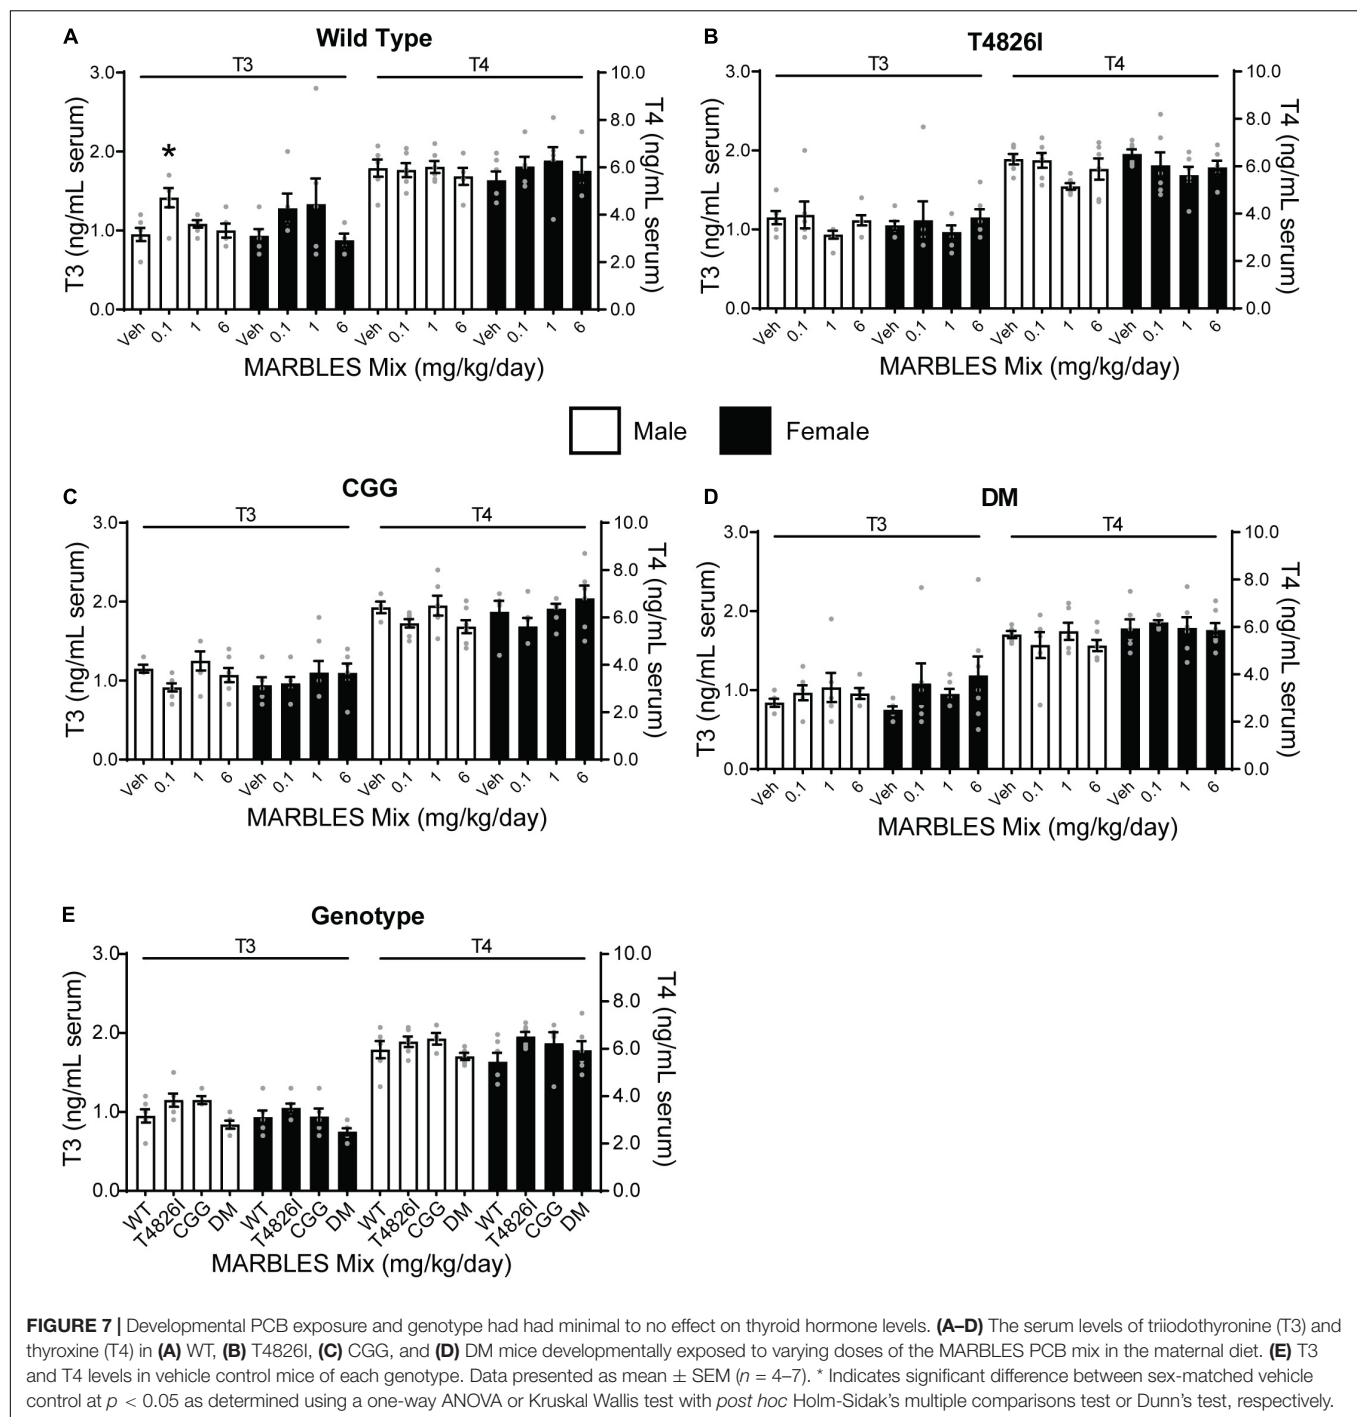 A
Wild Type
T3
T4
3.0
2.0
1.0
0.0
T3 (ng/mL serum)
*
10.0
8.0
6.0
4.0
2.0
0.0
T4 (ng/mL serum)
Veh 0.1 1 6 Veh 0.1 1 6 Veh 0.1 1 6 Veh 0.1 1 6
MARBLES Mix (mg/kg/day)
B
T4826I
T3
T4
3.0
2.0
1.0
0.0
T3 (ng/mL serum)
10.0
8.0
6.0
4.0
2.0
0.0
T4 (ng/mL serum)
Veh 0.1 1 6 Veh 0.1 1 6 Veh 0.1 1 6 Veh 0.1 1 6
MARBLES Mix (mg/kg/day)
Male
Female
C
CGG
T3
T4
3.0
2.0
1.0
0.0
T3 (ng/mL serum)
10.0
8.0
6.0
4.0
2.0
0.0
T4 (ng/mL serum)
Veh 0.1 1 6 Veh 0.1 1 6 Veh 0.1 1 6 Veh 0.1 1 6
MARBLES Mix (mg/kg/day)
D
DM
T3
T4
3.0
2.0
1.0
0.0
T3 (ng/mL serum)
10.0
8.0
6.0
4.0
2.0
0.0
T4 (ng/mL serum)
Veh 0.1 1 6 Veh 0.1 1 6 Veh 0.1 1 6 Veh 0.1 1 6
MARBLES Mix (mg/kg/day)
E
Genotype
T3
T4
3.0
2.0
1.0
0.0
T3 (ng/mL serum)
10.0
8.0
6.0
4.0
2.0
0.0
T4 (ng/mL serum)
WT T4826I CGG DM WT T4826I CGG DM WT T4826I CGG DM WT T4826I CGG DM
MARBLES Mix (mg/kg/day)
FIGURE 7 | Developmental PCB exposure and genotype had had minimal to no effect on thyroid hormone levels. (A–D) The serum levels of triiodothyronine (T3) and
thyroxine (T4) in (A) WT, (B) T4826I, (C) CGG, and (D) DM mice developmentally exposed to varying doses of the MARBLES PCB mix in the maternal diet. (E) T3
and T4 levels in vehicle control mice of each genotype. Data presented as mean ± SEM (n = 4–7). * Indicates significant difference between sex-matched vehicle
control at p < 0.05 as determined using a one-way ANOVA or Kruskal Wallis test with post hoc Holm-Sidak's multiple comparisons test or Dunn's test, respectively.